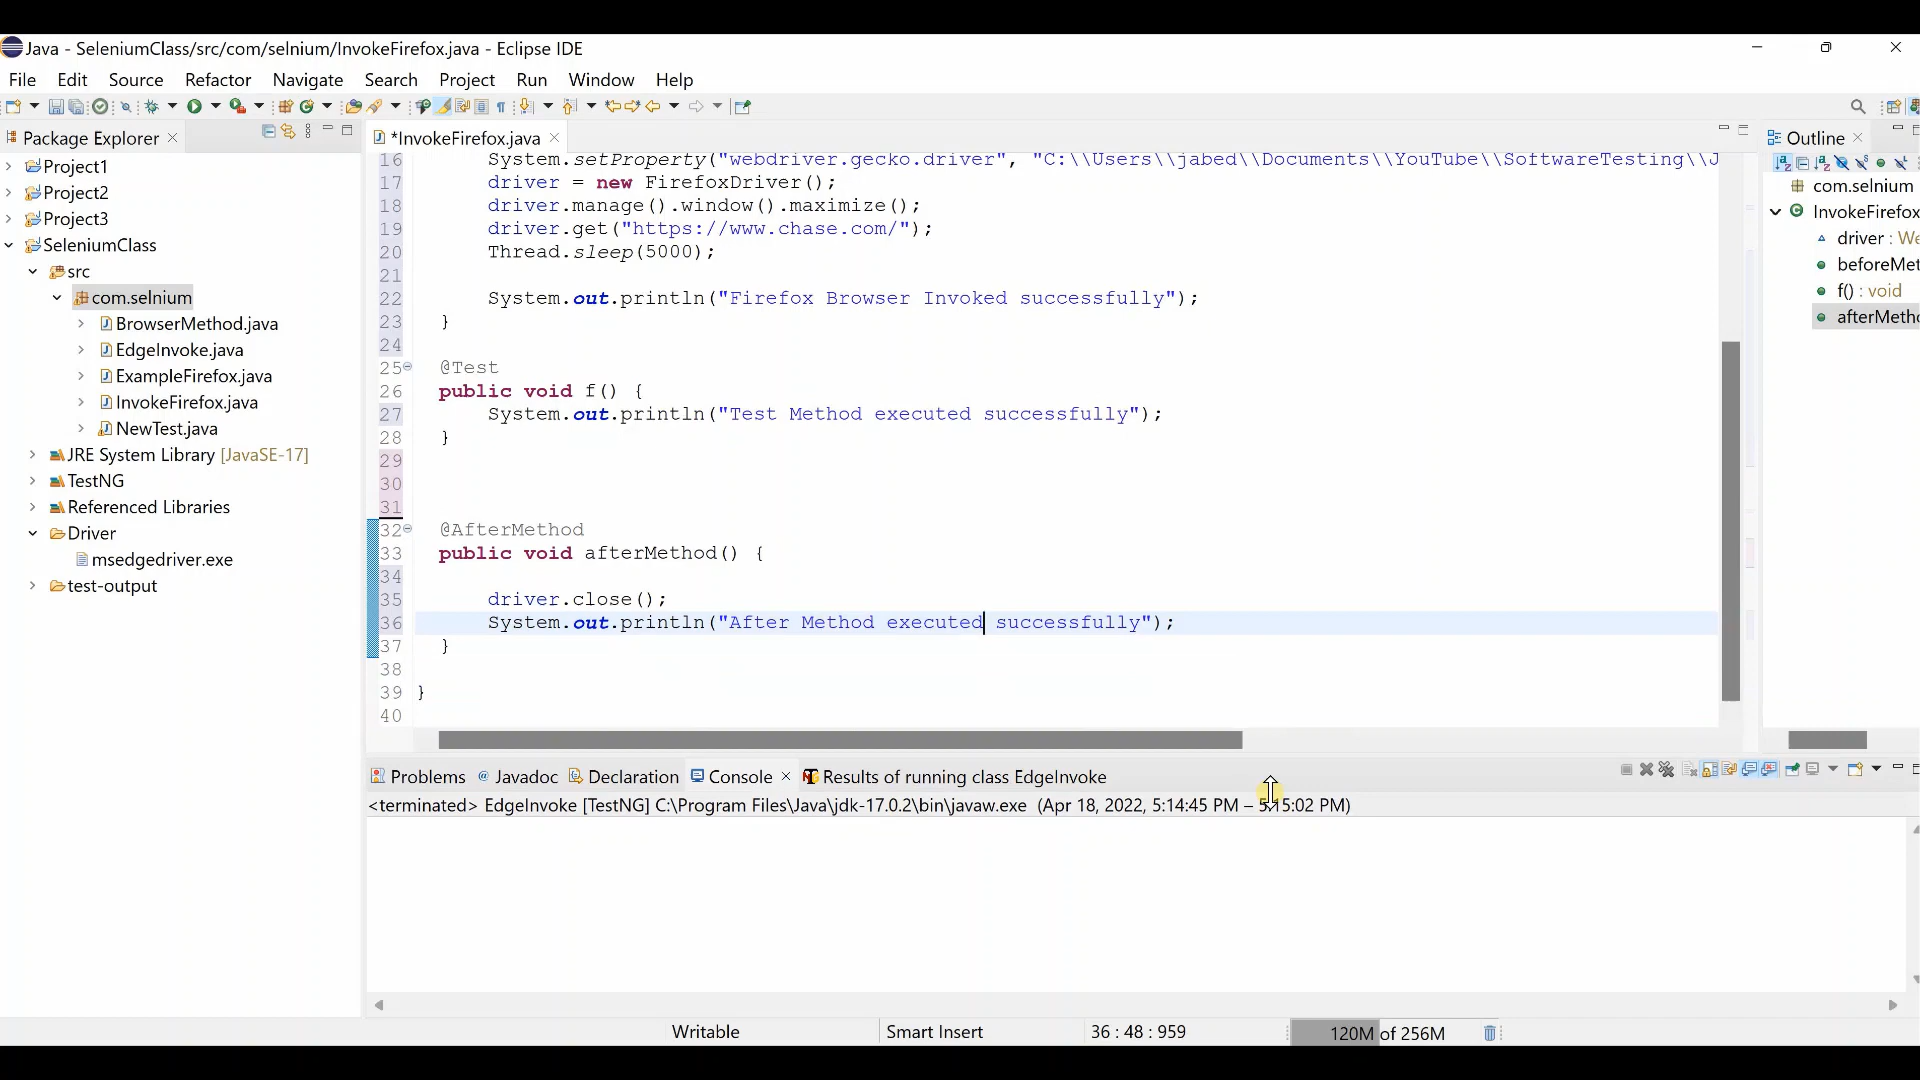 Java - SeleniumClass/src/com/selnium/InvokeFirefox.java - Eclipse IDE
File Edit Source Refactor Navigate Search Project Run Window Help
Package Explorer
Project1
Project2
Project3
SeleniumClass
src
com.selnium
BrowserMethod.java
EdgeInvoke.java
ExampleFirefox.java
InvokeFirefox.java
NewTest.java
JRE System Library [JavaSE-17]
TestNG
Referenced Libraries
Driver
msedgedriver.exe
test-output
*InvokeFirefox.java
16 System.setProperty("webdriver.gecko.driver", "C:\\Users\\jabed\\Documents\\YouTube\\SoftwareTesting\\J
17 driver = new FirefoxDriver();
18 driver.manage().window().maximize();
19 driver.get("https://www.chase.com/");
20 Thread.sleep(5000);
21
22 System.out.println("Firefox Browser Invoked successfully");
23 }
24
25 @Test
26 public void f() {
27 System.out.println("Test Method executed successfully");
28 }
29
30
31
32 @AfterMethod
33 public void afterMethod() {
34
35 driver.close();
36 System.out.println("After Method executed successfully");
37 }
38
39 }
40
Outline
com.selnium
InvokeFirefox
driver : We
beforeMet
f() : void
afterMetho
Problems Javadoc Declaration Console Results of running class EdgeInvoke
<terminated> EdgeInvoke [TestNG] C:\Program Files\Java\jdk-17.0.2\bin\javaw.exe (Apr 18, 2022, 5:14:45 PM – 5:15:02 PM)
Writable Smart Insert 36 : 48 : 959 120M of 256M